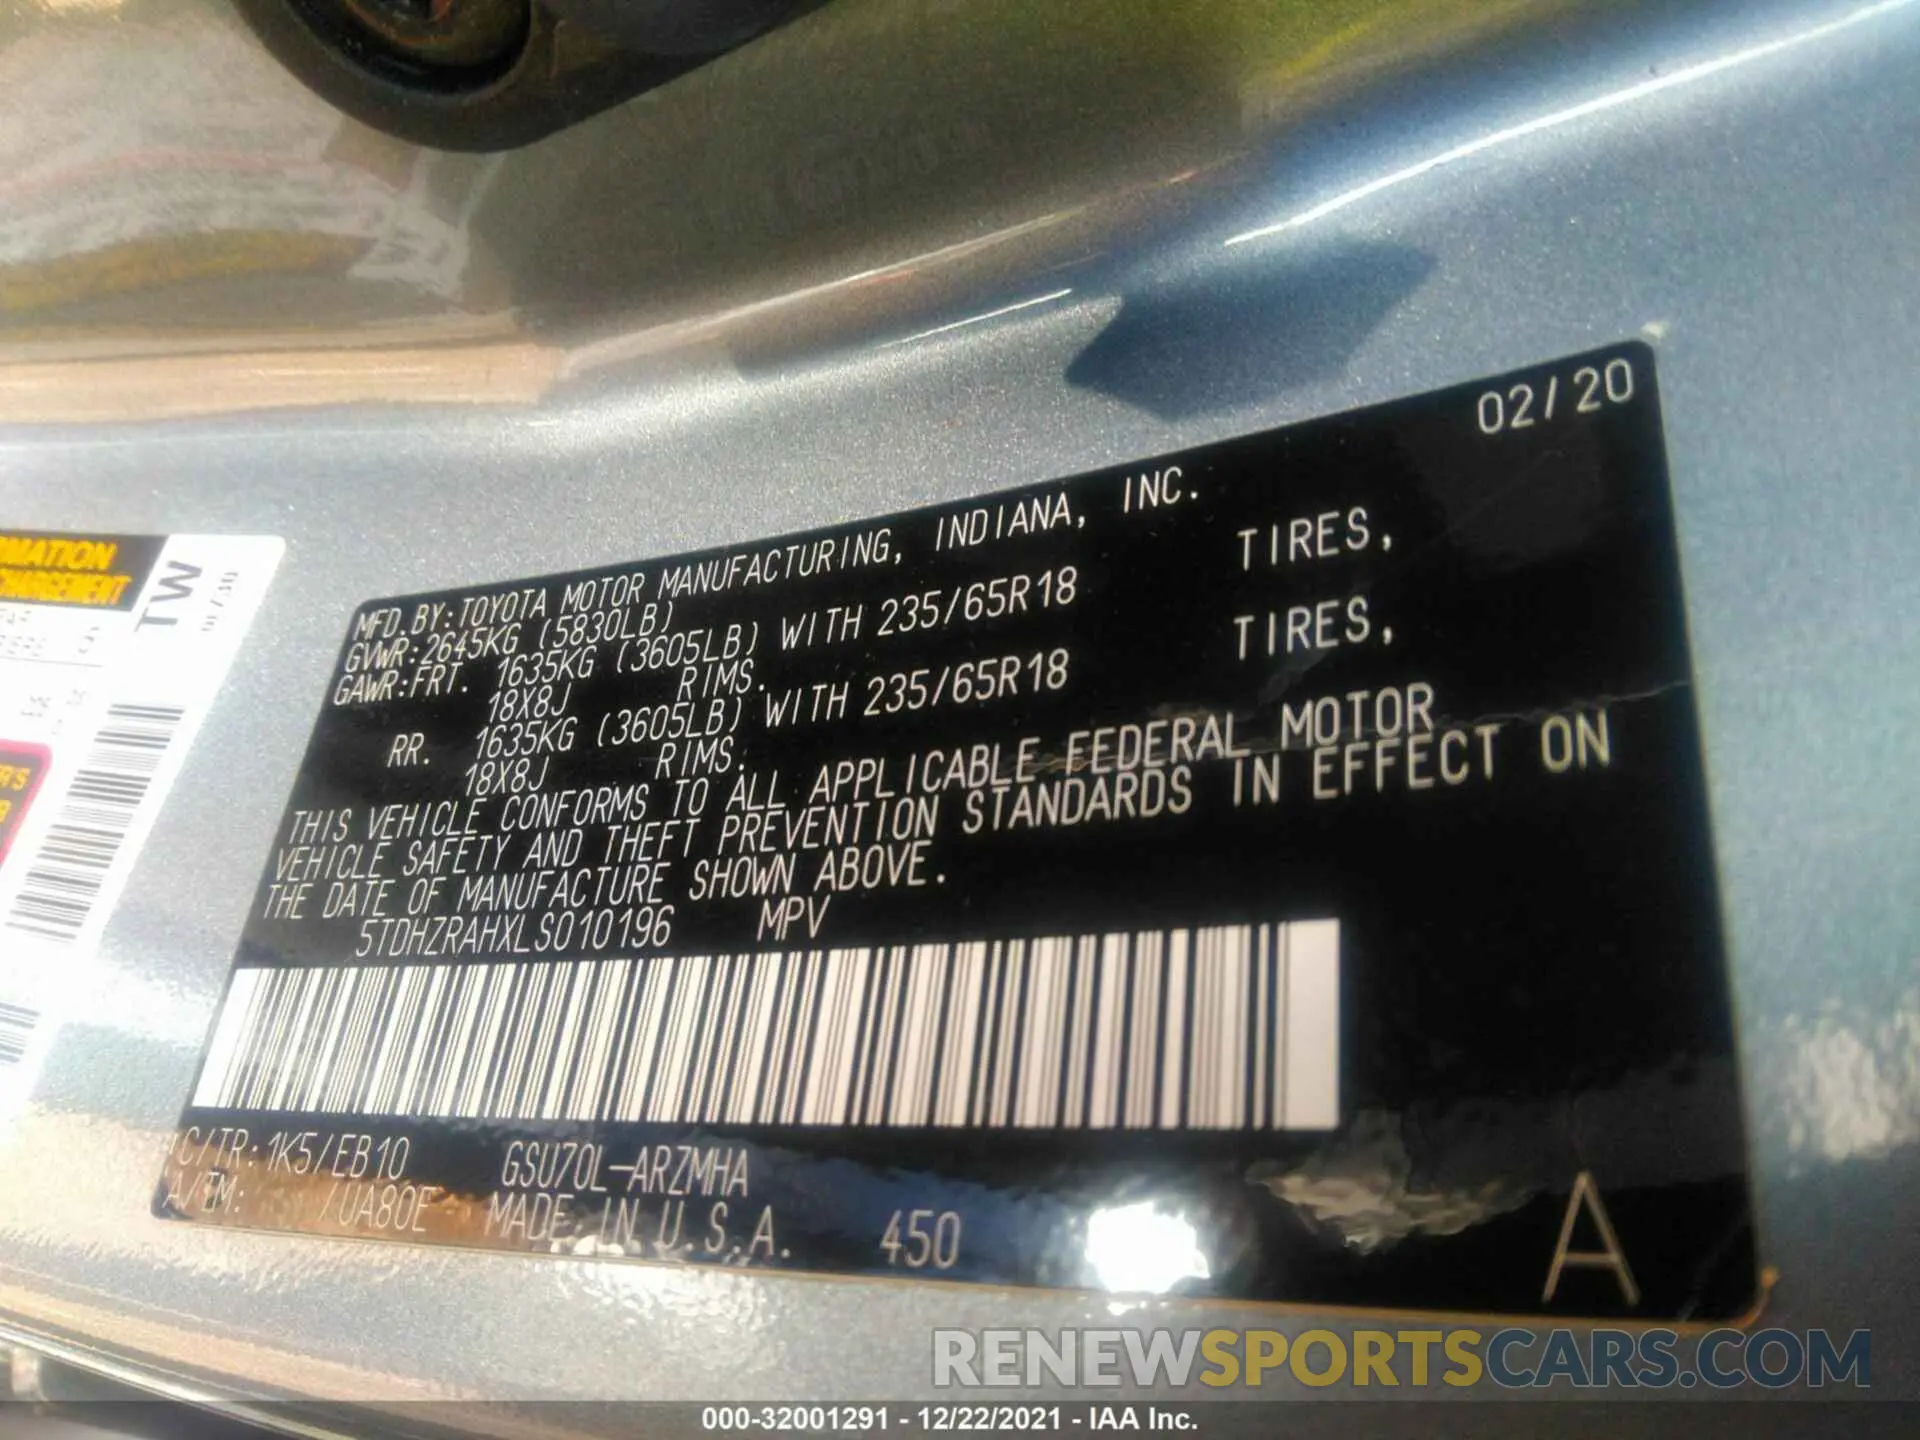 02/20
MFD. BY: TOYOTA MOTOR MANUFACTURING, INDIANA, INC.
GVWR: 2645KG (5830LB)
GAWR: FRT. 1635KG (3605LB) WITH 235/65R18 TIRES,
18X8J RIMS.
RR. 1635KG (3605LB) WITH 235/65R18 TIRES,
18X8J RIMS.
THIS VEHICLE CONFORMS TO ALL APPLICABLE FEDERAL MOTOR
VEHICLE SAFETY AND THEFT PREVENTION STANDARDS IN EFFECT ON
THE DATE OF MANUFACTURE SHOWN ABOVE.
5TDHZRAHXLS010196 MPV
C/TR: 1K5/EB10 GSU70L-ARZMHA
A/TM: /UA80E MADE IN U.S.A. 450 A
TW
RENEWSPORTSCARS.COM
000-32001291 - 12/22/2021 - IAA Inc.